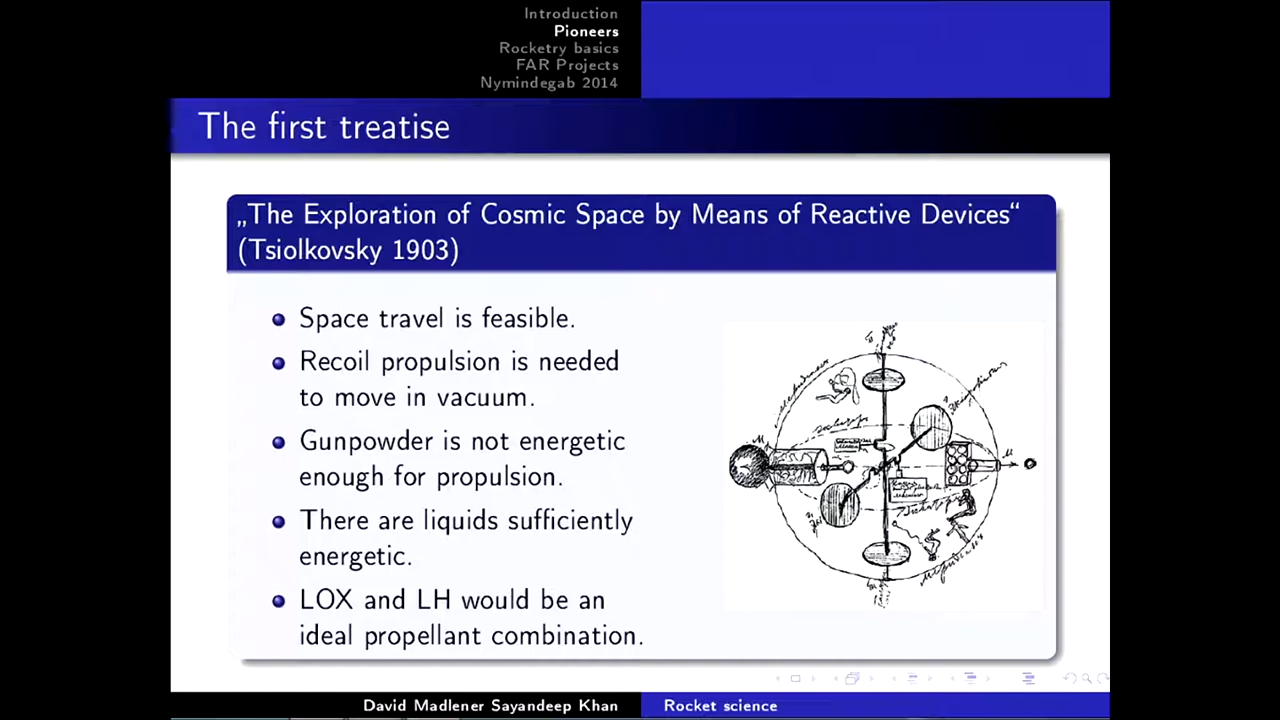 Introduction
Pioneers
Rocketry basics
FAR Projects
Nymindegab 2014
The first treatise
„The Exploration of Cosmic Space by Means of Reactive Devices“
(Tsiolkovsky 1903)
Space travel is feasible.
Recoil propulsion is needed
to move in vacuum.
Gunpowder is not energetic
enough for propulsion.
There are liquids sufficiently
energetic.
LOX and LH would be an
ideal propellant combination.
David Madlener Sayandeep Khan
Rocket science